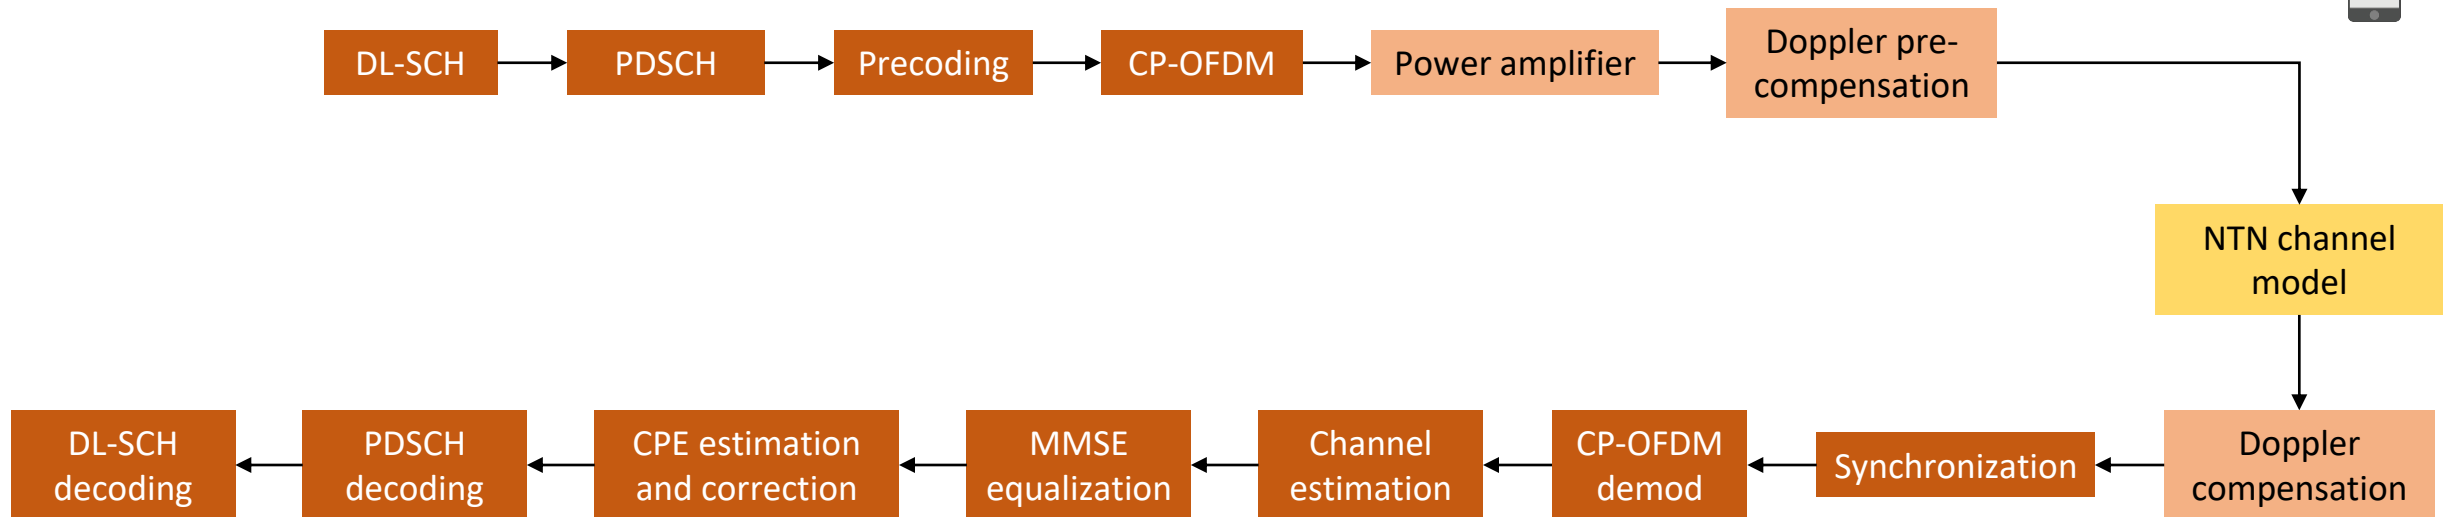 DL-SCH
PDSCH
Precoding
CP-OFDM
Power amplifier
Doppler pre-
compensation
NTN channel
model
Doppler
compensation
Synchronization
CP-OFDM
demod
Channel
estimation
MMSE
equalization
CPE estimation
and correction
PDSCH
decoding
DL-SCH
decoding